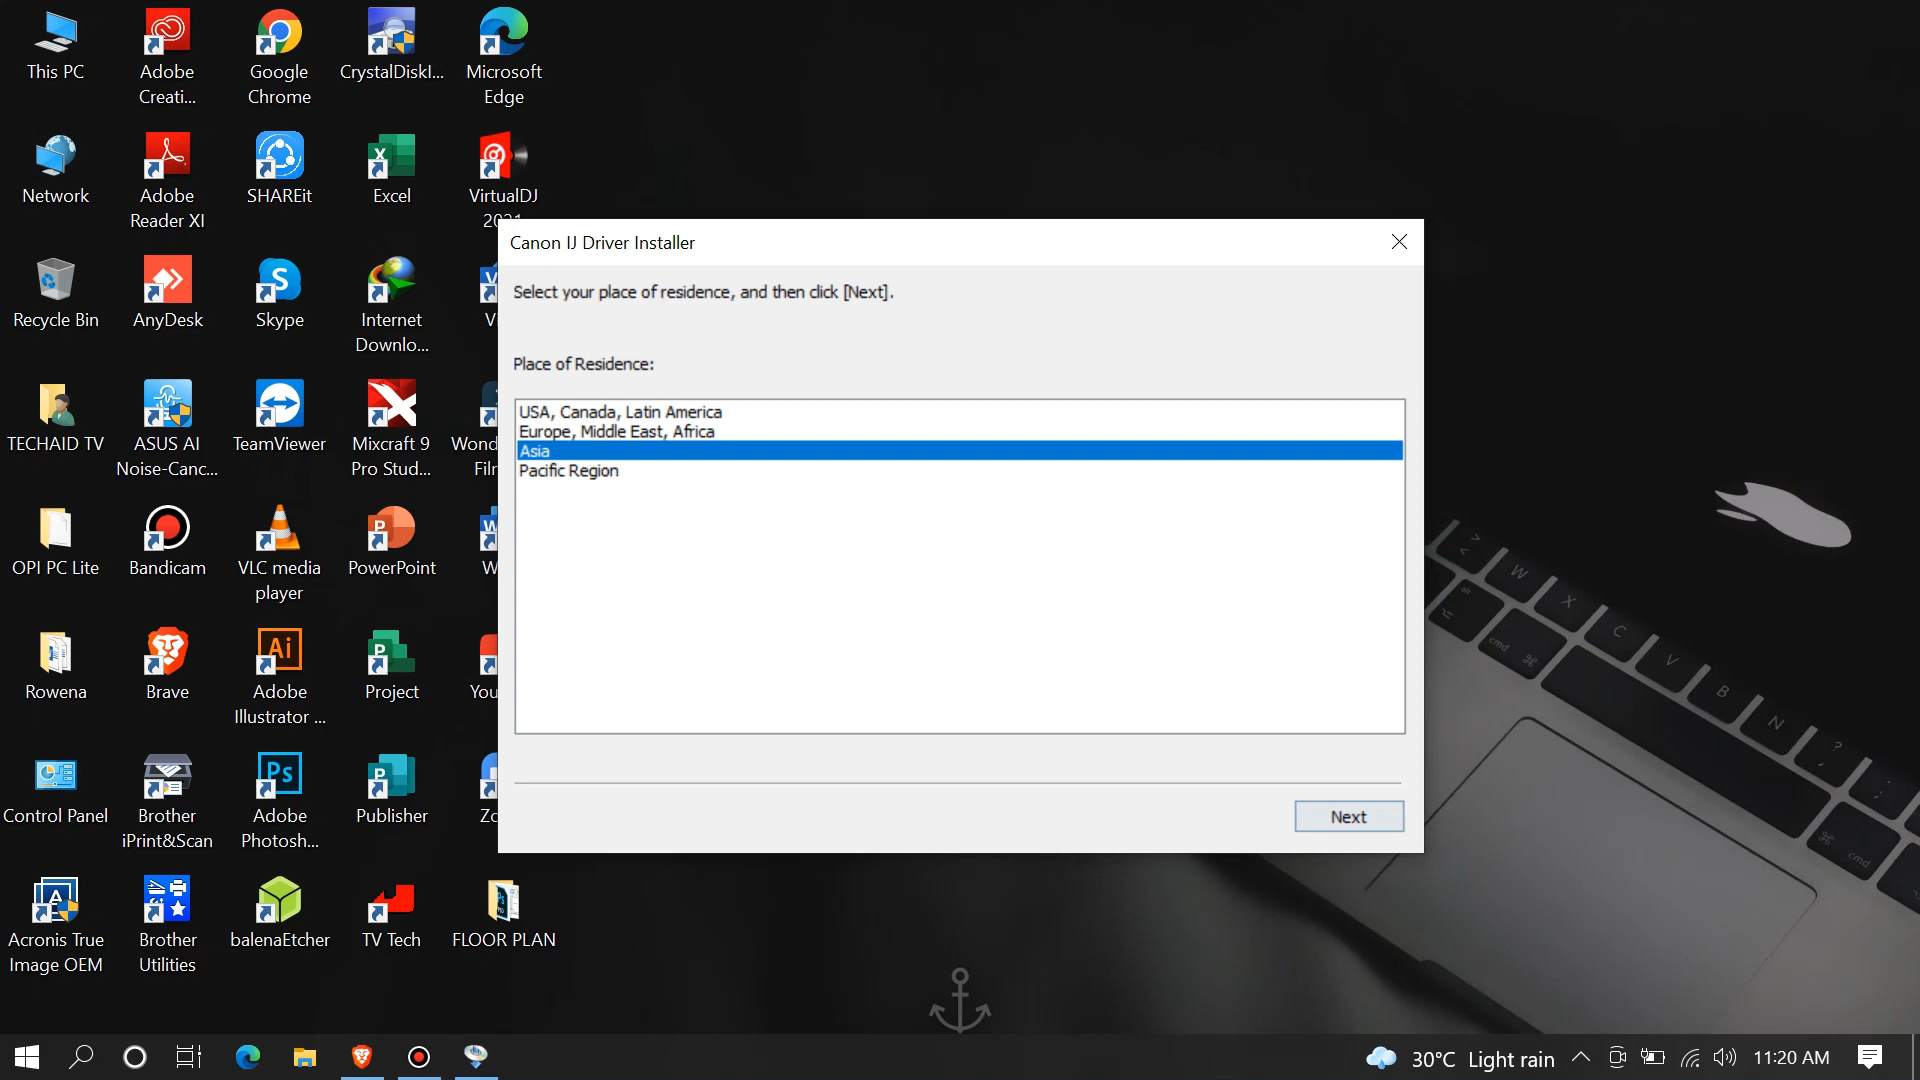 This PC
Adobe
Creati...
Google
Chrome
CrystalDiskI...
Microsoft
Edge
Network
Adobe
Reader XI
SHAREit
Excel
VirtualDJ
Recycle Bin
AnyDesk
Skype
Internet
Downlo...
TECHAID TV
ASUS AI
Noise-Canc...
TeamViewer
Mixcraft 9
Pro Stud...
OPI PC Lite
Bandicam
VLC media
player
PowerPoint
Rowena
Brave
Adobe
Illustrator ...
Project
Control Panel
Brother
iPrint&Scan
Adobe
Photosh...
Publisher
Acronis True
Image OEM
Brother
Utilities
balenaEtcher
TV Tech
FLOOR PLAN
Canon IJ Driver Installer
Select your place of residence, and then click [Next].
Place of Residence:
USA, Canada, Latin America
Europe, Middle East, Africa
Asia
Pacific Region
Next
30°C Light rain
11:20 AM